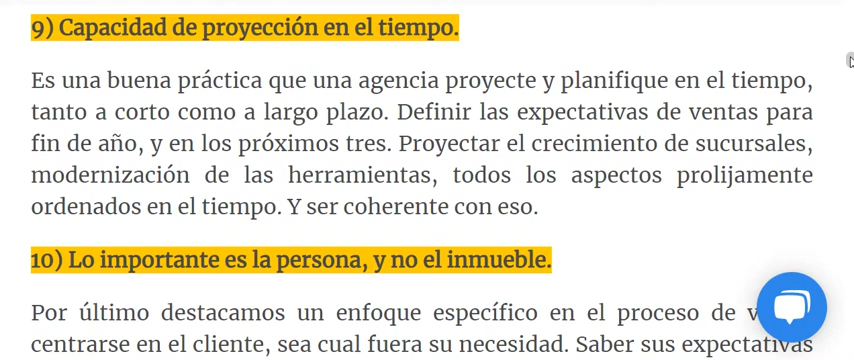 9) Capacidad de proyección en el tiempo.
Es una buena práctica que una agencia proyecte y planifique en el tiempo,
tanto a corto como a largo plazo. Definir las expectativas de ventas para
fin de año, y en los próximos tres. Proyectar el crecimiento de sucursales,
modernización de las herramientas, todos los aspectos prolijamente
ordenados en el tiempo. Y ser coherente con eso.
10) Lo importante es la persona, y no el inmueble.
Por último destacamos un enfoque específico en el proceso de
centrarse en el cliente, sea cual fuera su necesidad. Saber sus expectativas